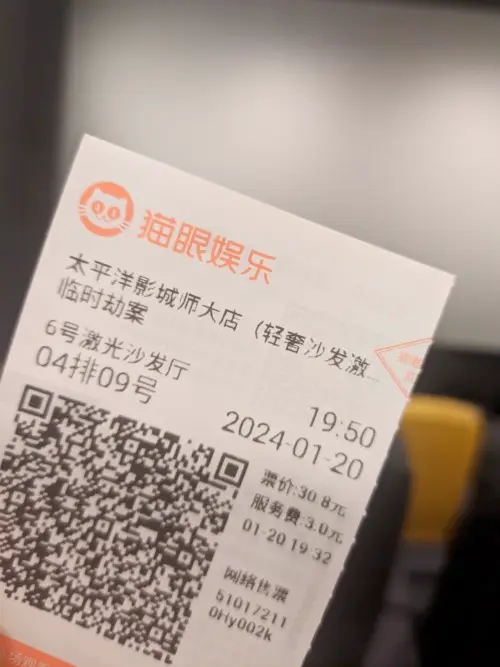 猫眼娱乐
太平洋影城师大店（轻奢沙发激...
临时劫案
6号激光沙发厅
04排09号
19:50
2024-01-20
票价:30.8元
服务费:3.0元
01-20 19:32
网络售票
51017211
0Hy002k